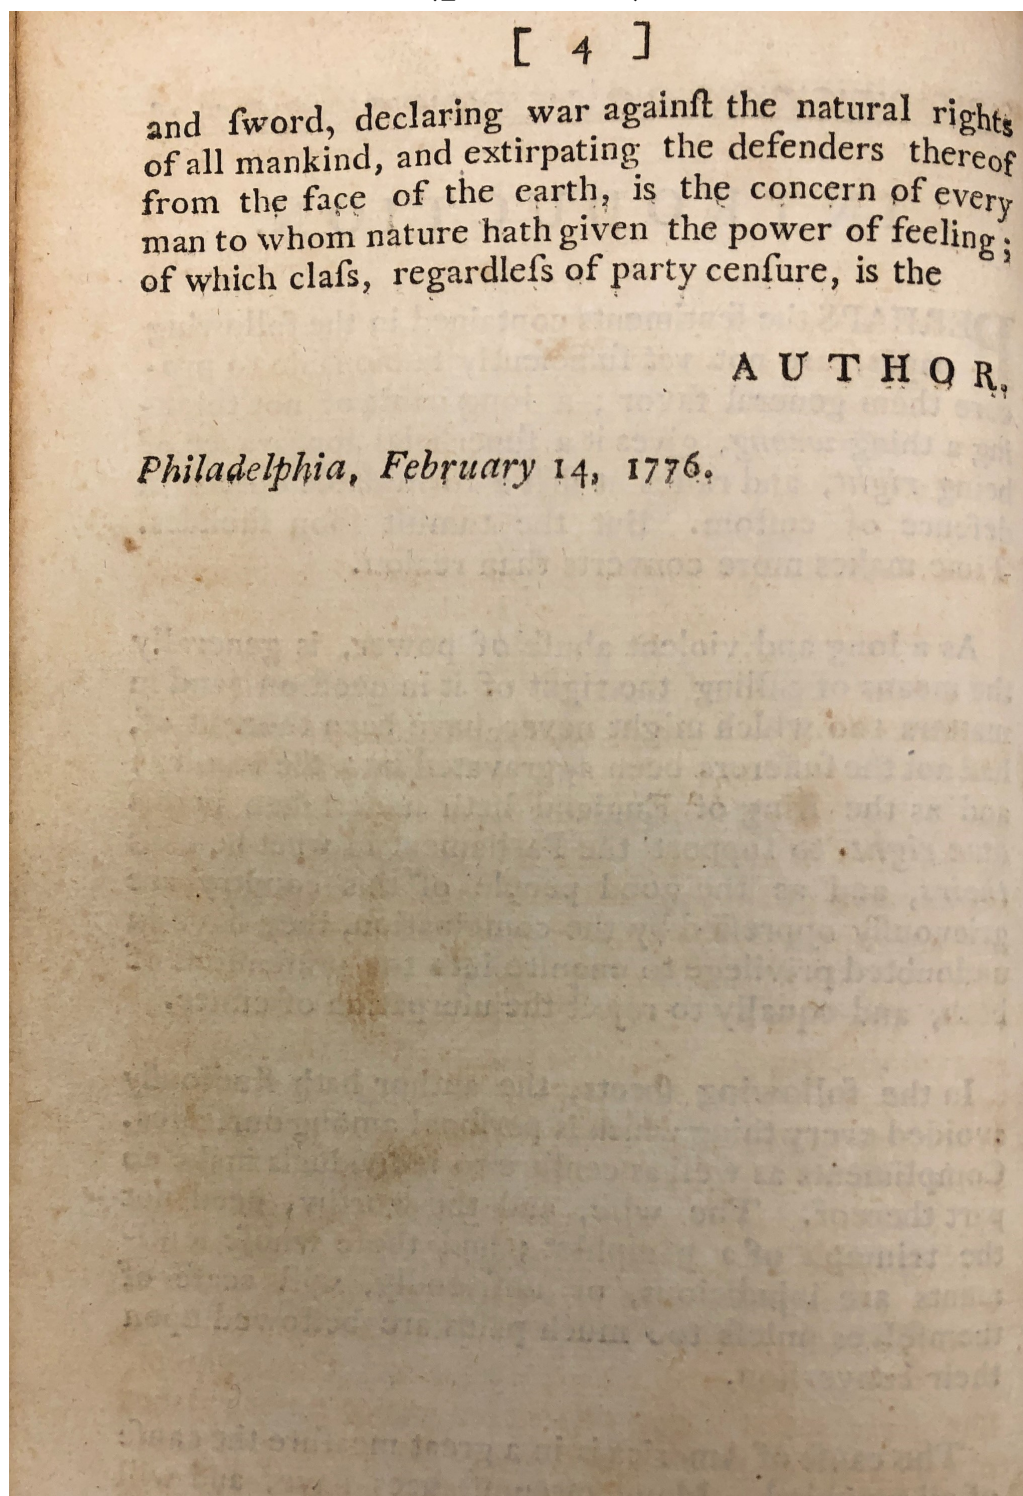 [ 4 ]
and ſword, declaring war againſt the natural rights
of all mankind, and extirpating the defenders thereof
from the face of the earth, is the concern of every
man to whom nature hath given the power of feeling;
of which claſs, regardleſs of party cenſure, is the
AUTHOR.
Philadelphia, February 14, 1776.